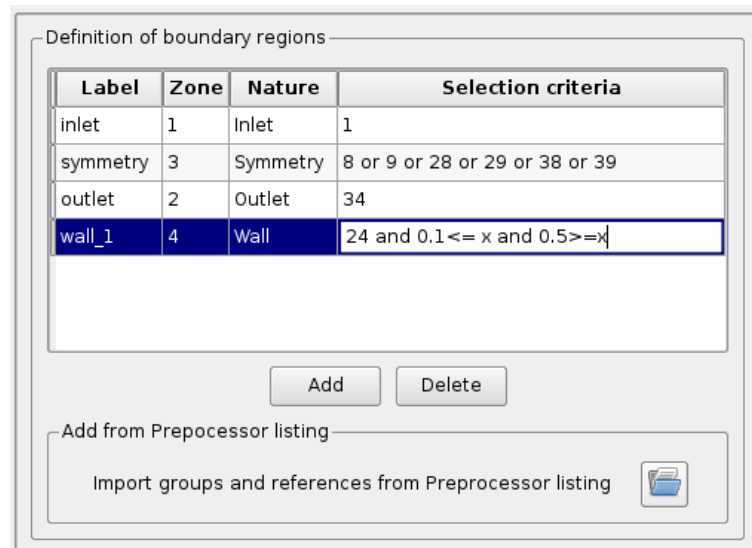 Definition of boundary regions
Label Zone Nature Selection criteria
inlet 1 Inlet 1
symmetry 3 Symmetry 8 or 9 or 28 or 29 or 38 or 39
outlet 2 Outlet 34
wall_1 4 Wall 24 and 0.1<= x and 0.5>=x
Add Delete
Add from Prepocessor listing
Import groups and references from Preprocessor listing